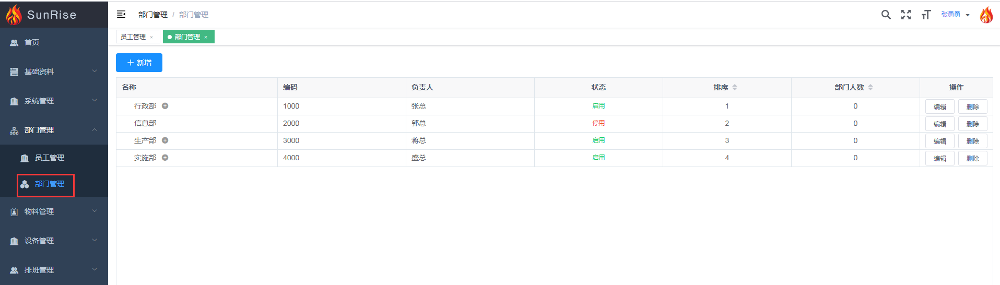 SunRise
部门管理 / 部门管理
张勇勇
员工管理 ×
部门管理 ×
首页
基础资料
系统管理
部门管理
员工管理
部门管理
物料管理
设备管理
排班管理
+ 新增
名称 编码 负责人 状态 排序 部门人数 操作
行政部 1000 张总 启用 1 0 编辑 删除
信息部 2000 郭总 停用 2 0 编辑 删除
生产部 3000 蒋总 启用 3 0 编辑 删除
实施部 4000 盛总 启用 4 0 编辑 删除